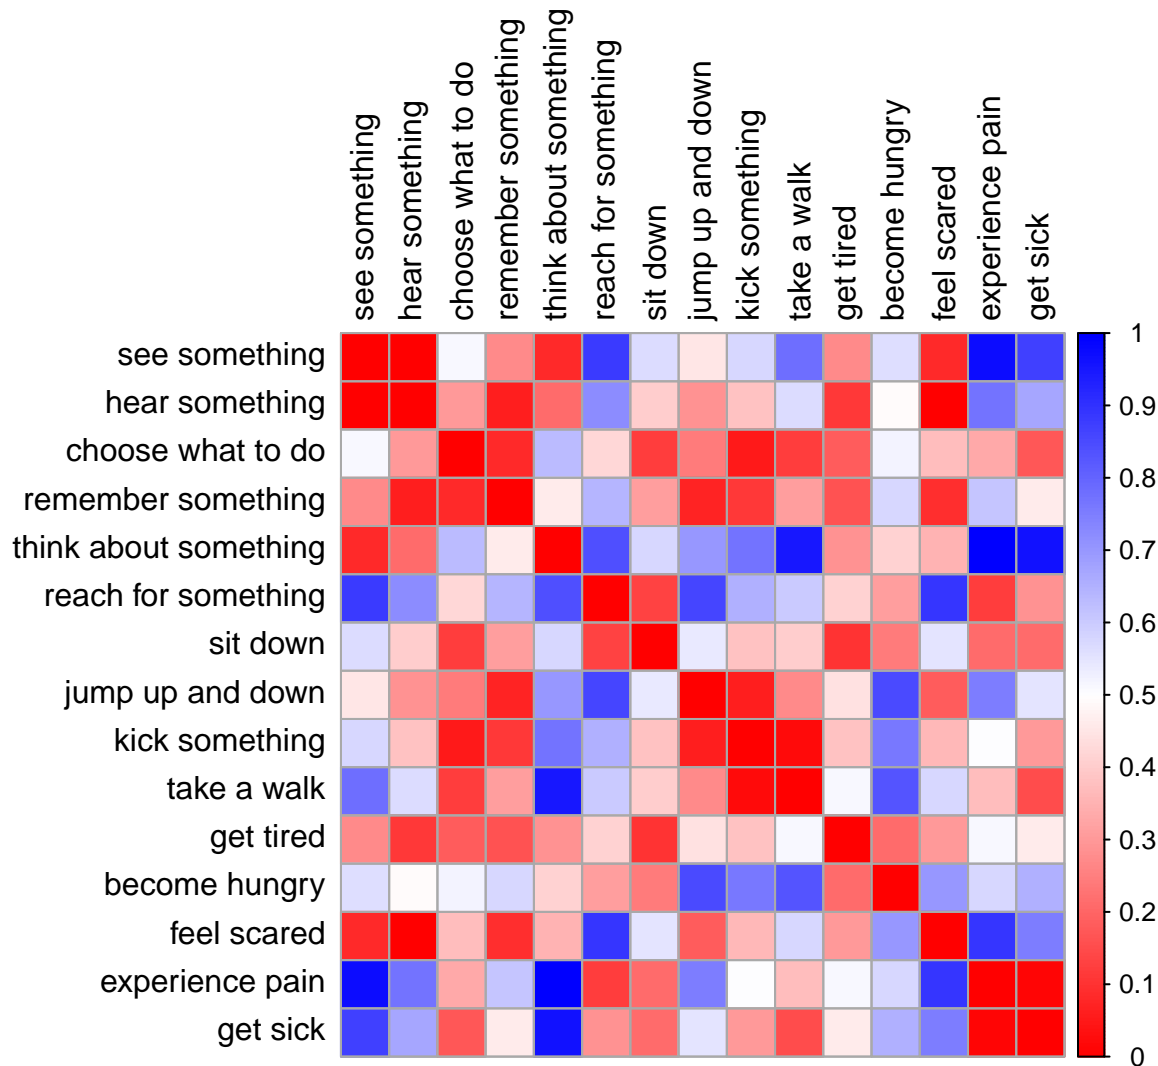 see something
hear something
choose what to do
remember something
think about something
reach for something
sit down
jump up and down
kick something
take a walk
get tired
become hungry
feel scared
experience pain
get sick
see something
hear something
choose what to do
remember something
think about something
reach for something
sit down
jump up and down
kick something
take a walk
get tired
become hungry
feel scared
experience pain
get sick
1
0.9
0.8
0.7
0.6
0.5
0.4
0.3
0.2
0.1
0